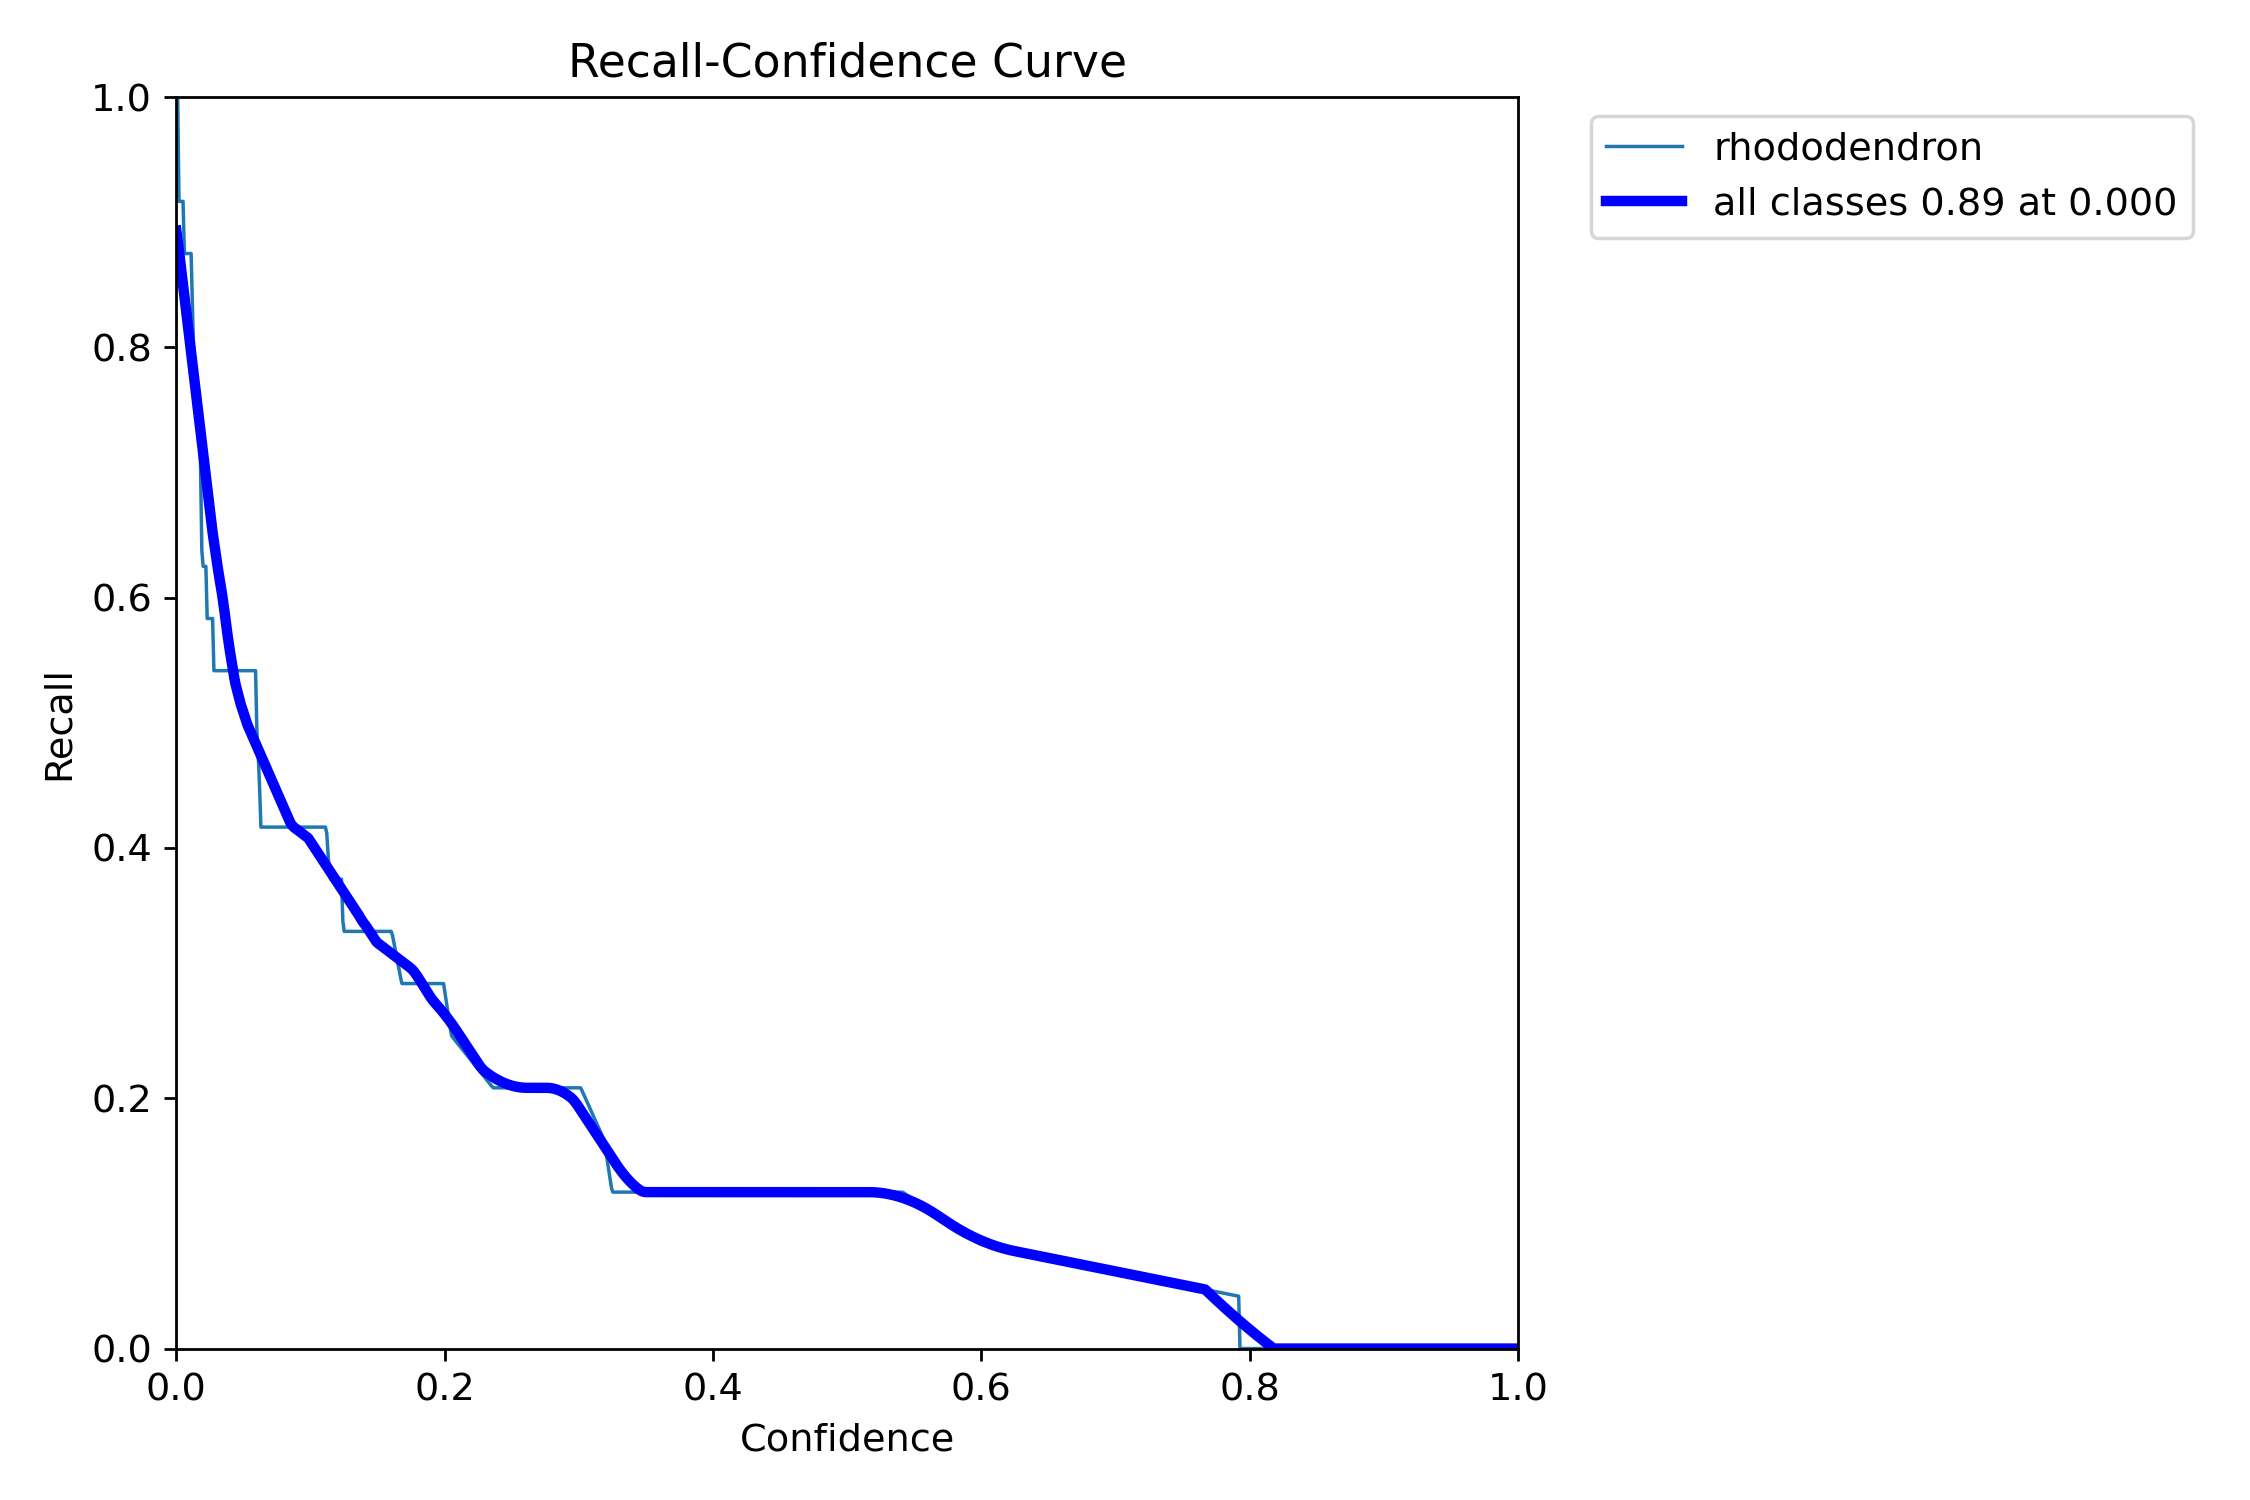 Recall-Confidence Curve
rhododendron
all classes 0.89 at 0.000
Recall
1.0
0.8
0.6
0.4
0.2
0.0
0.0 0.2 0.4 0.6 0.8 1.0
Confidence